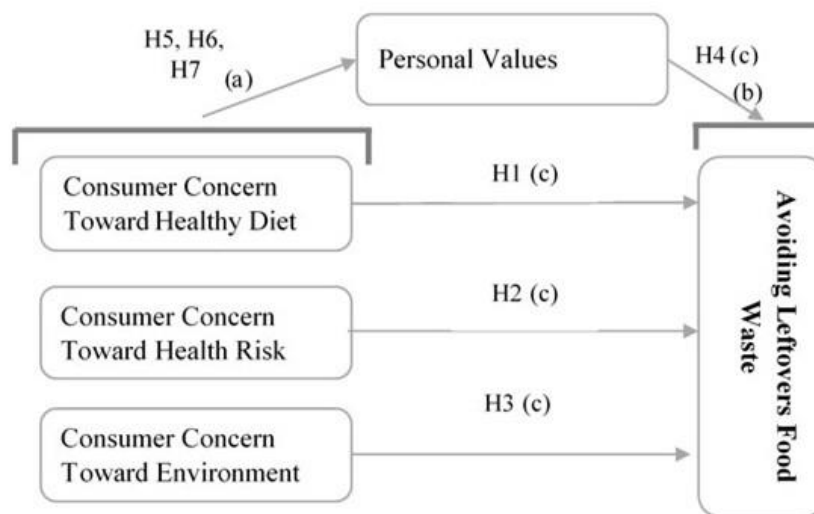 H5, H6,
H7 (a)
Personal Values
H4 (c)
(b)
Consumer Concern
Toward Healthy Diet
H1 (c)
Consumer Concern
Toward Health Risk
H2 (c)
Consumer Concern
Toward Environment
H3 (c)
Avoiding Leftovers Food
Waste